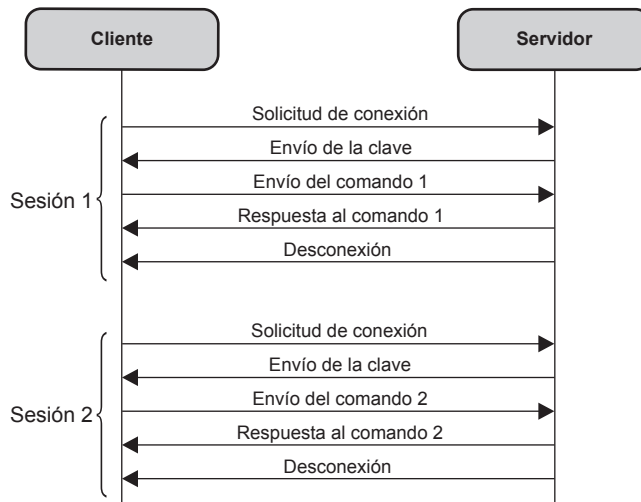 Cliente
Servidor
Solicitud de conexión
Envío de la clave
Envío del comando 1
Sesión 1
Respuesta al comando 1
Desconexión
Solicitud de conexión
Envío de la clave
Envío del comando 2
Sesión 2
Respuesta al comando 2
Desconexión